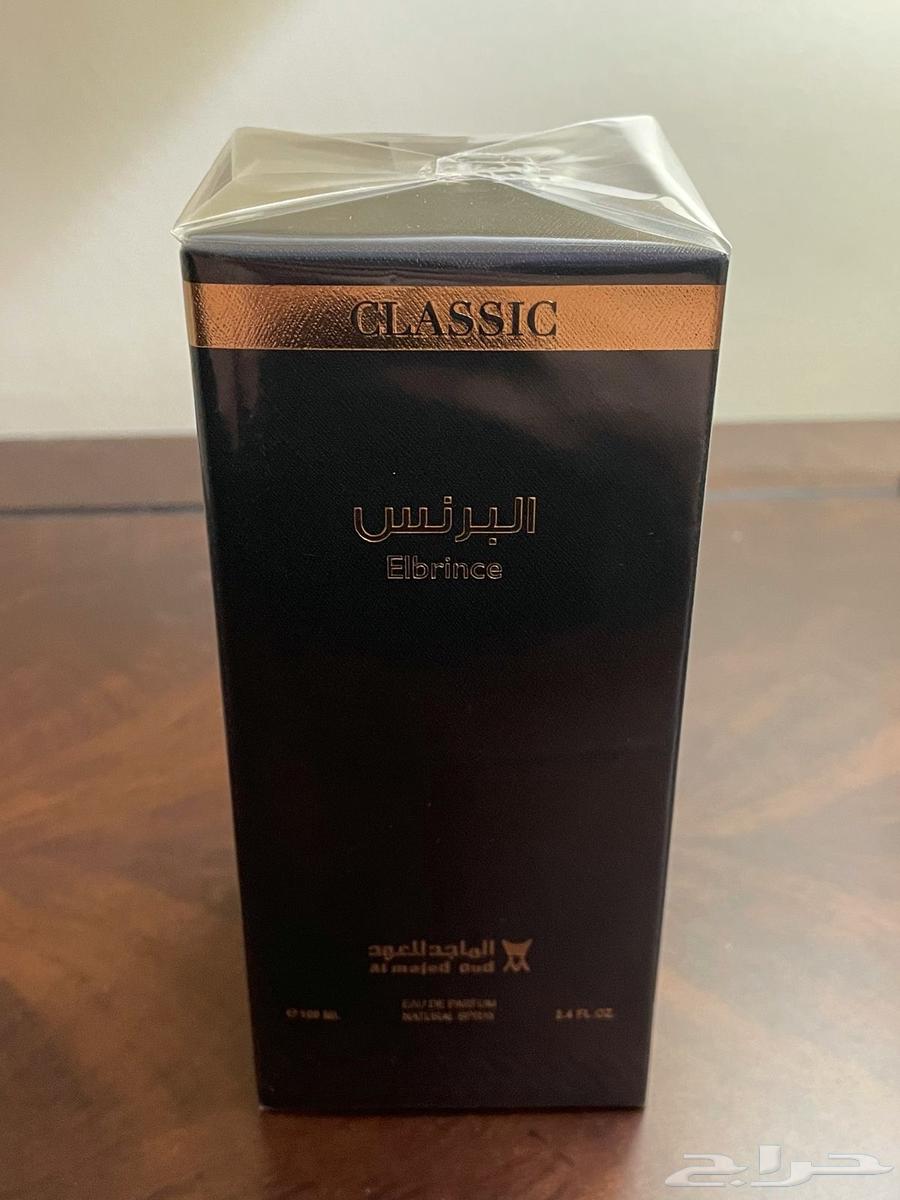 CLASSIC
البرنس
Elbrince
الماجد للعود
Al majed Oud
EAU DE PARFUM
NATURAL SPRAY
℮ 100 ML
3.4 FL.OZ.
حراج